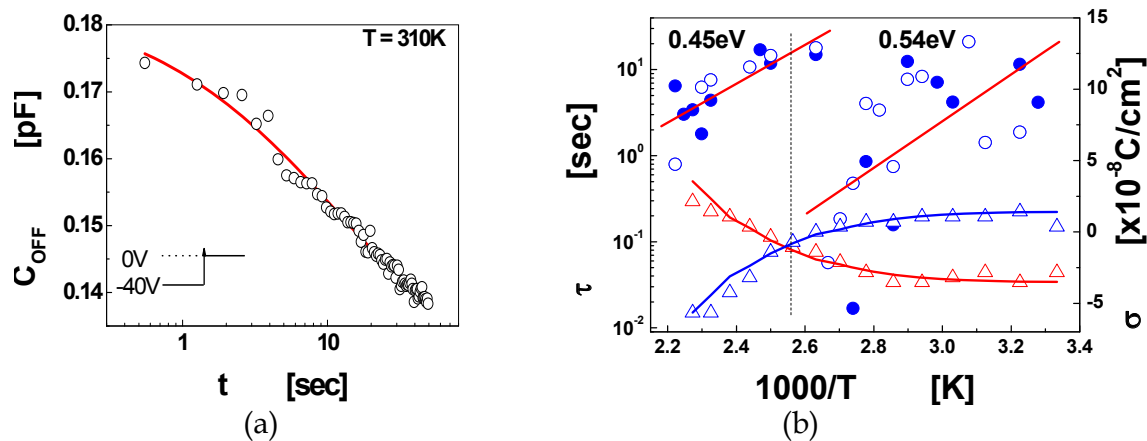 0.18
T = 310K
0.17
0.16
0.15
0.14
C_OFF [pF]
0V
-40V
1
10
t [sec]
(a)
0.45eV
0.54eV
10^1
10^0
10^-1
10^-2
τ [sec]
15
10
5
0
-5
σ [x10^-8C/cm^2]
2.2 2.4 2.6 2.8 3.0 3.2 3.4
1000/T [K]
(b)